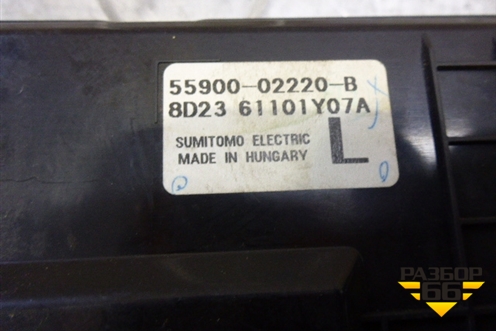 55900-02220-B
8D23 61101Y07A
SUMITOMO ELECTRIC
MADE IN HUNGARY
L
РАЗБОР
66